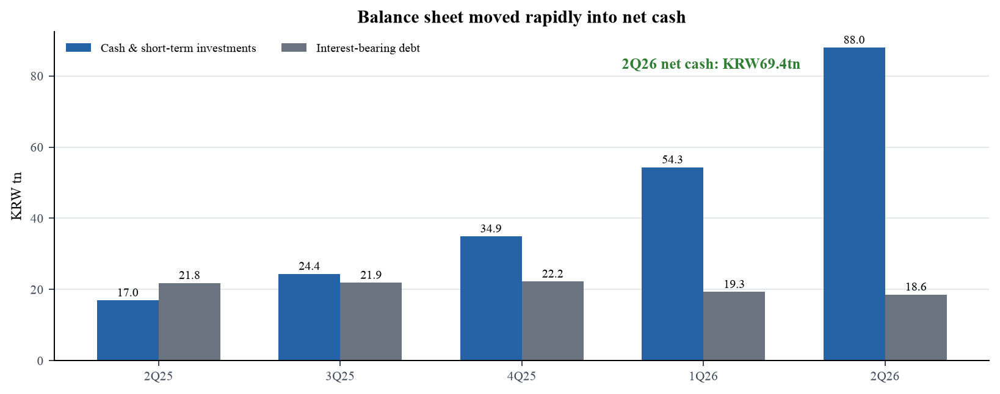 Balance sheet moved rapidly into net cash
Cash & short-term investments
Interest-bearing debt
2Q26 net cash: KRW69.4tn
KRW tn
80
60
40
20
0
17.0
21.8
24.4
21.9
34.9
22.2
54.3
19.3
88.0
18.6
2Q25
3Q25
4Q25
1Q26
2Q26